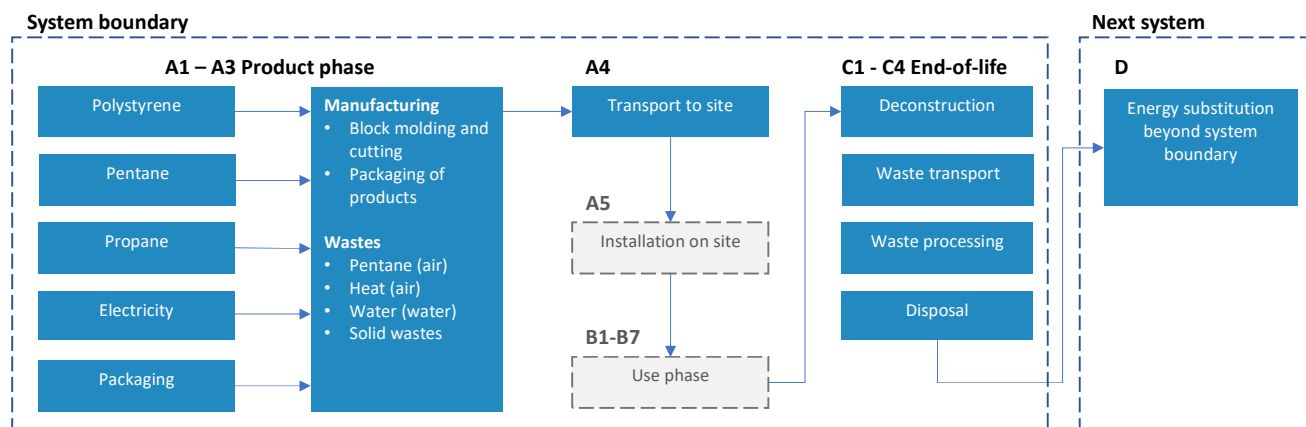 System boundary
Next system
A1 – A3 Product phase
A4
C1 - C4 End-of-life
D
Polystyrene
Pentane
Propane
Electricity
Packaging
Manufacturing
• Block molding and
cutting
• Packaging of
products
Wastes
• Pentane (air)
• Heat (air)
• Water (water)
• Solid wastes
Transport to site
A5
Installation on site
B1-B7
Use phase
Deconstruction
Waste transport
Waste processing
Disposal
Energy substitution
beyond system
boundary